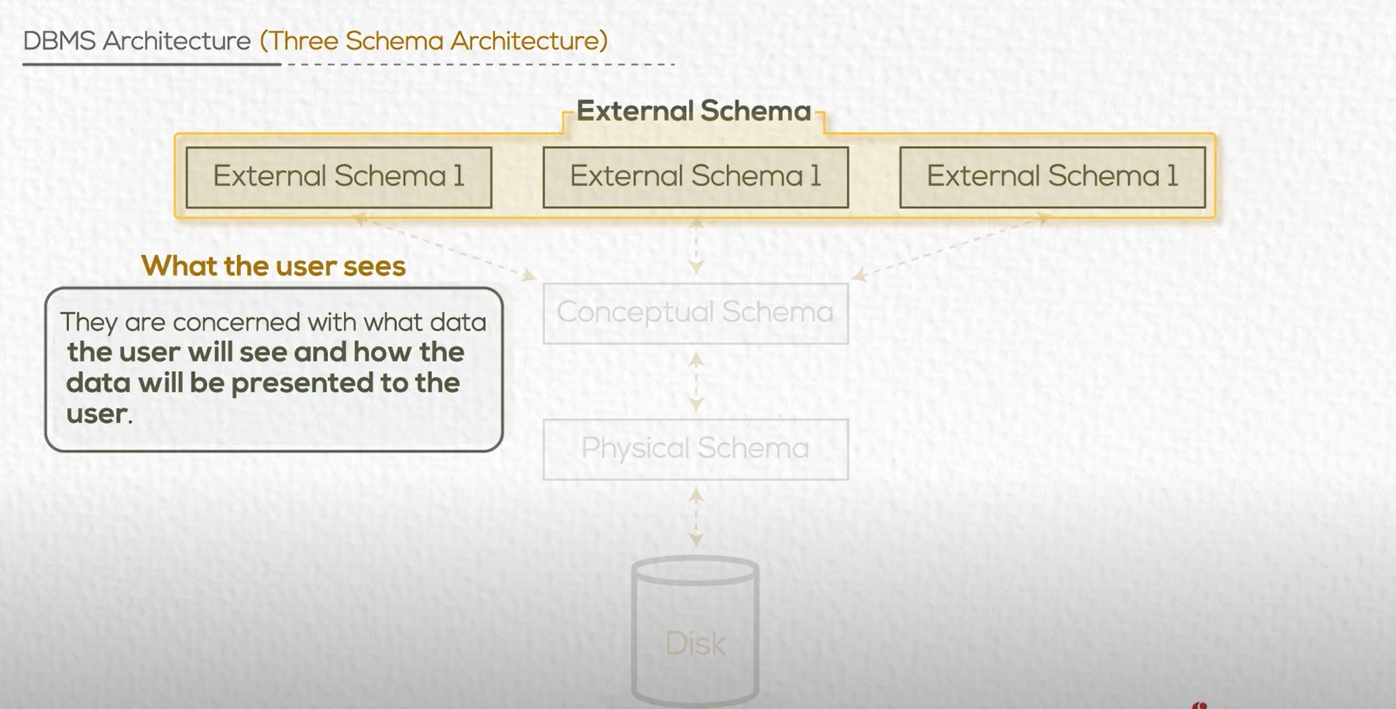 DBMS Architecture (Three Schema Architecture)
External Schema
External Schema 1
External Schema 1
External Schema 1
What the user sees
They are concerned with what data
the user will see and how the
data will be presented to the
user.
Conceptual Schema
Physical Schema
Disk